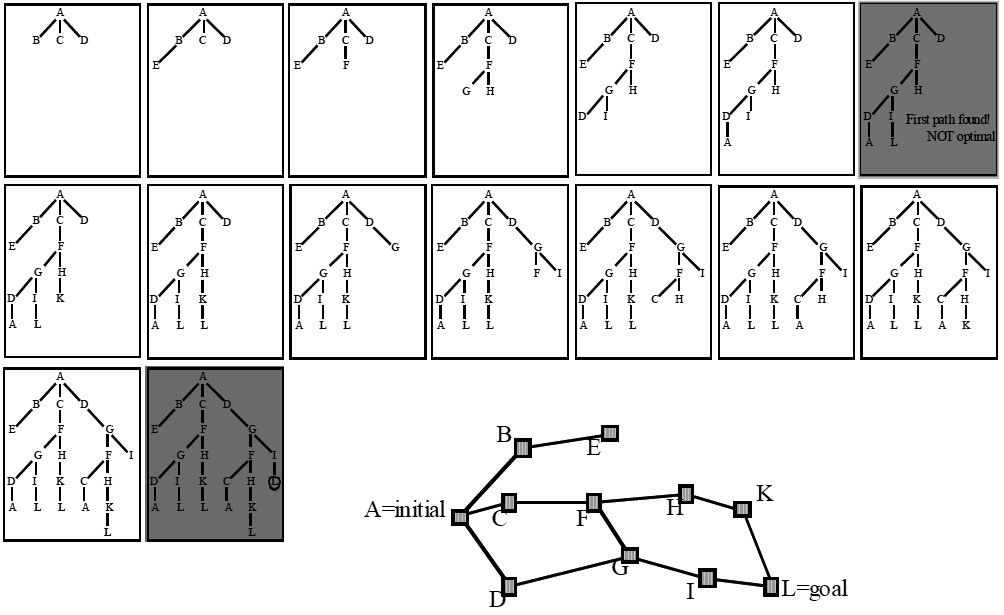 A
B C D
A
B C D
E
A
B C D
E F
A
B C D
E F
G H
A
B C D
E F
G H
D I
A
B C D
E F
G H
D I
A
A
B C D
E F
G H
D I First path found!
A L NOT optimal
A
B C D
E F
G H
D I K
A L
A
B C D
E F
G H
D I K
A L L
A
B C D
E F G
G H
D I K
A L L
A
B C D
E F G
G H F I
D I K
A L L
A
B C D
E F G
G H F I
D I K C H
A L L
A
B C D
E F G
G H F I
D I K C H
A L L A
A
B C D
E F G
G H F I
D I K C H
A L L A K
A
B C D
E F G
G H F I
D I K C H
A L L A K
L
A
B C D
E F G
G H F I
D I K C H L
A L L A K
L
B E
A=initial C F H K
G
D I L=goal